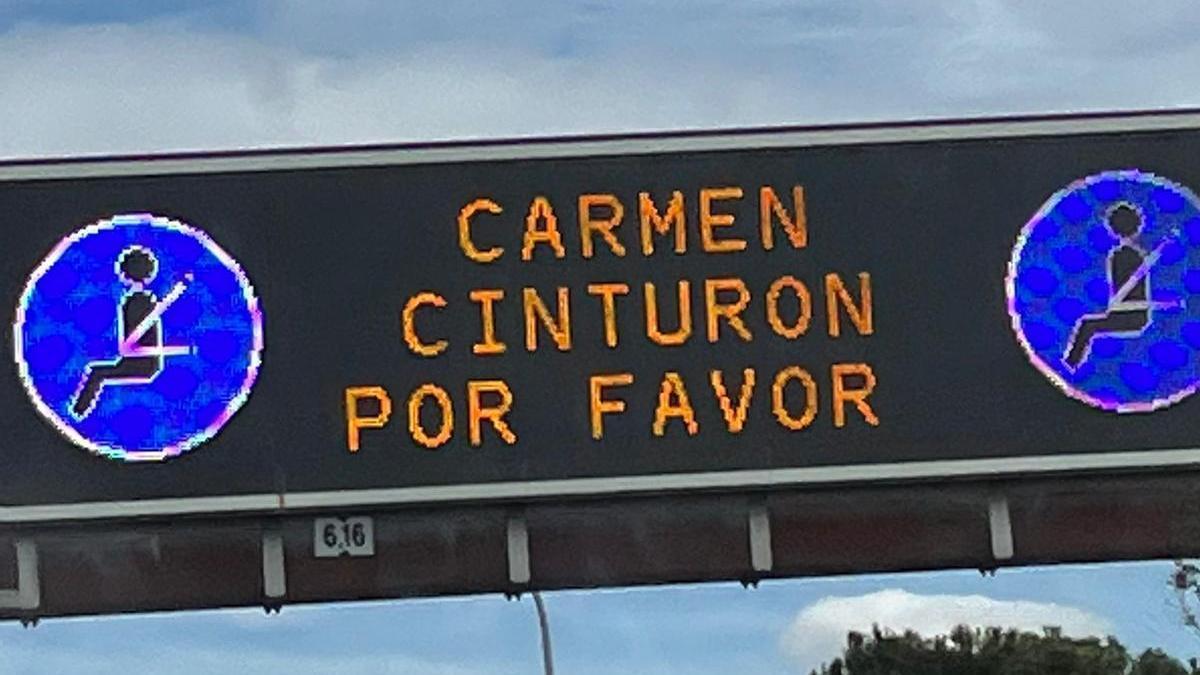 CARMEN
CINTURON
POR FAVOR
6.16